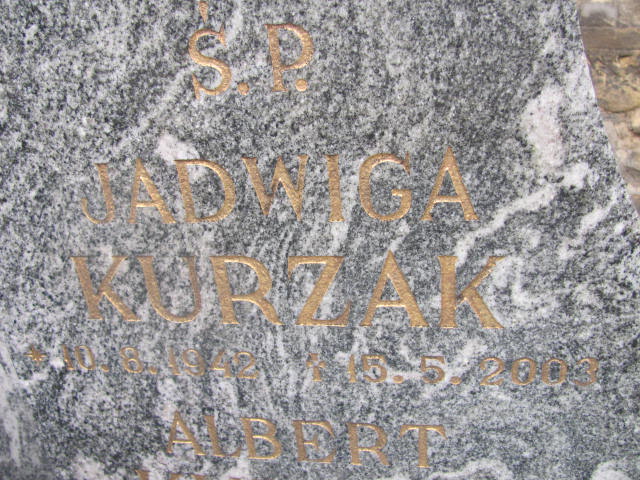 Ś.P.
JADWIGA
KURZAK
* 10.8.1942 † 15.5.2003
ALBERT